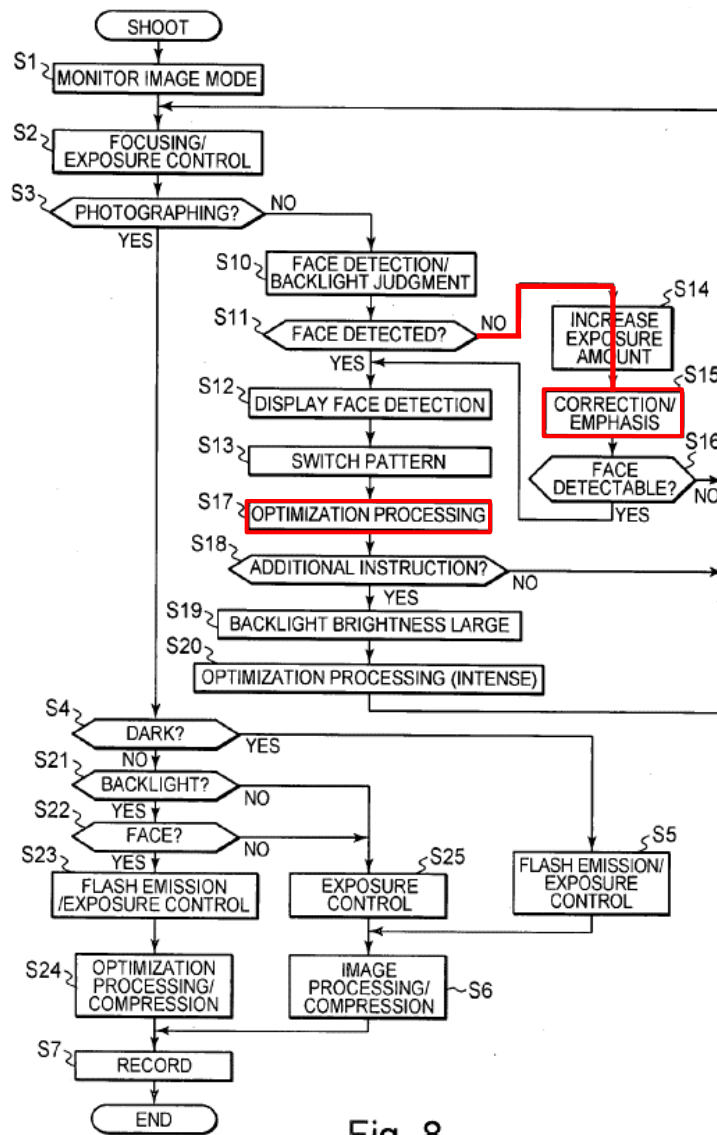 SHOOT
S1
MONITOR IMAGE MODE
S2
FOCUSING/
EXPOSURE CONTROL
S3
PHOTOGRAPHING?
NO
YES
S10
FACE DETECTION/
BACKLIGHT JUDGMENT
S11
FACE DETECTED?
NO
YES
S14
INCREASE
EXPOSURE
AMOUNT
S15
CORRECTION/
EMPHASIS
S16
FACE
DETECTABLE?
NO
YES
S12
DISPLAY FACE DETECTION
S13
SWITCH PATTERN
S17
OPTIMIZATION PROCESSING
S18
ADDITIONAL INSTRUCTION?
NO
YES
S19
BACKLIGHT BRIGHTNESS LARGE
S20
OPTIMIZATION PROCESSING (INTENSE)
S4
DARK?
YES
NO
S21
BACKLIGHT?
NO
YES
S22
FACE?
NO
YES
S23
FLASH EMISSION
/EXPOSURE CONTROL
S25
EXPOSURE
CONTROL
S5
FLASH EMISSION/
EXPOSURE
CONTROL
S24
OPTIMIZATION
PROCESSING/
COMPRESSION
IMAGE
PROCESSING/
COMPRESSION
S6
S7
RECORD
END
Fig. 8